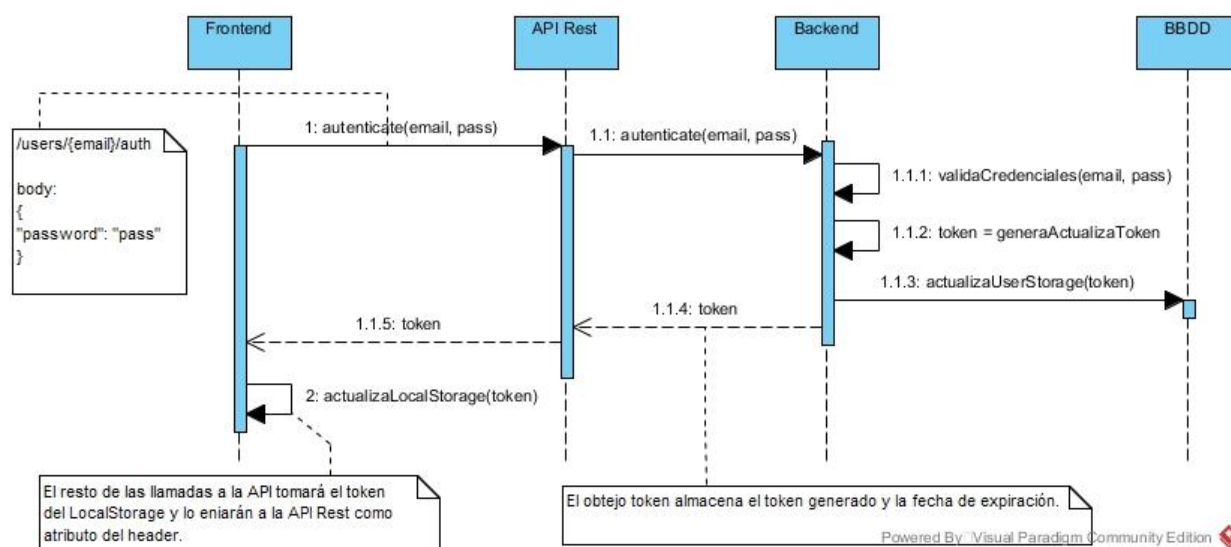 Frontend
API Rest
Backend
BBDD
/users/{email}/auth
body:
{
"password": "pass"
}
1: autenticate(email, pass)
1.1: autenticate(email, pass)
1.1.1: validaCredenciales(email, pass)
1.1.2: token = generaActualizaToken
1.1.3: actualizaUserStorage(token)
1.1.4: token
1.1.5: token
2: actualizaLocalStorage(token)
El resto de las llamadas a la API tomará el token
del LocalStorage y lo eniarán a la API Rest como
atributo del header.
El obtejo token almacena el token generado y la fecha de expiración.
Powered By Visual Paradigm Community Edition